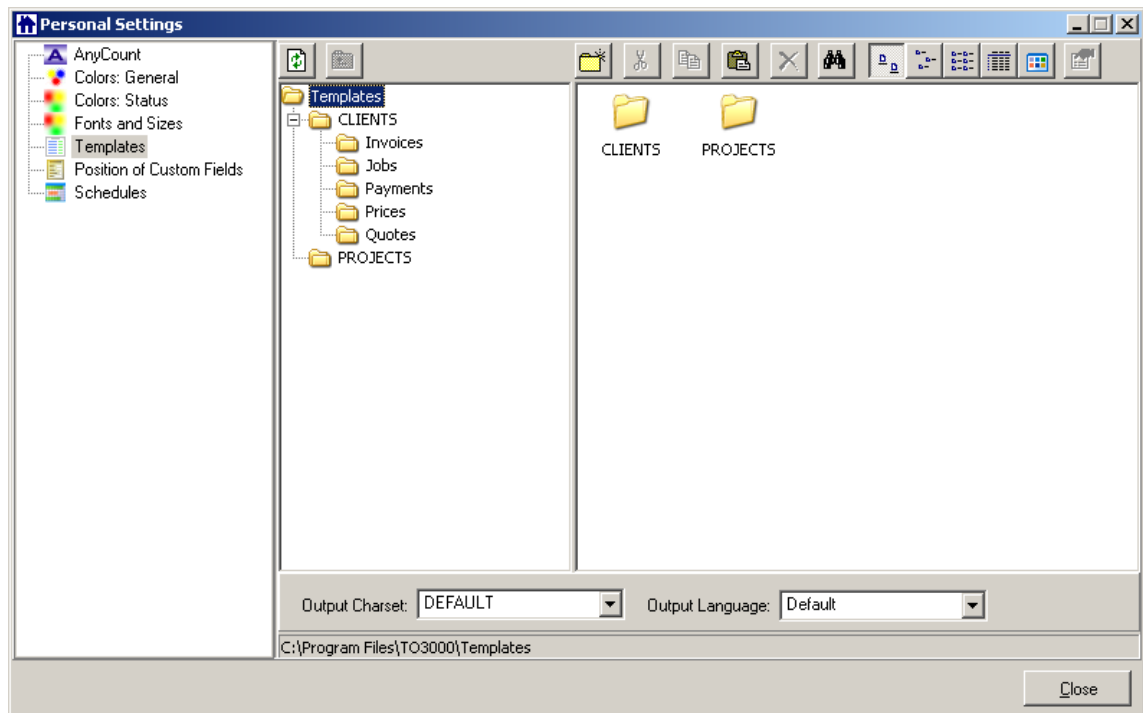 Personal Settings
AnyCount
Colors: General
Colors: Status
Fonts and Sizes
Templates
Position of Custom Fields
Schedules
Templates
CLIENTS
Invoices
Jobs
Payments
Prices
Quotes
PROJECTS
CLIENTS PROJECTS
Output Charset: DEFAULT Output Language: Default
C:\Program Files\TO3000\Templates
Close